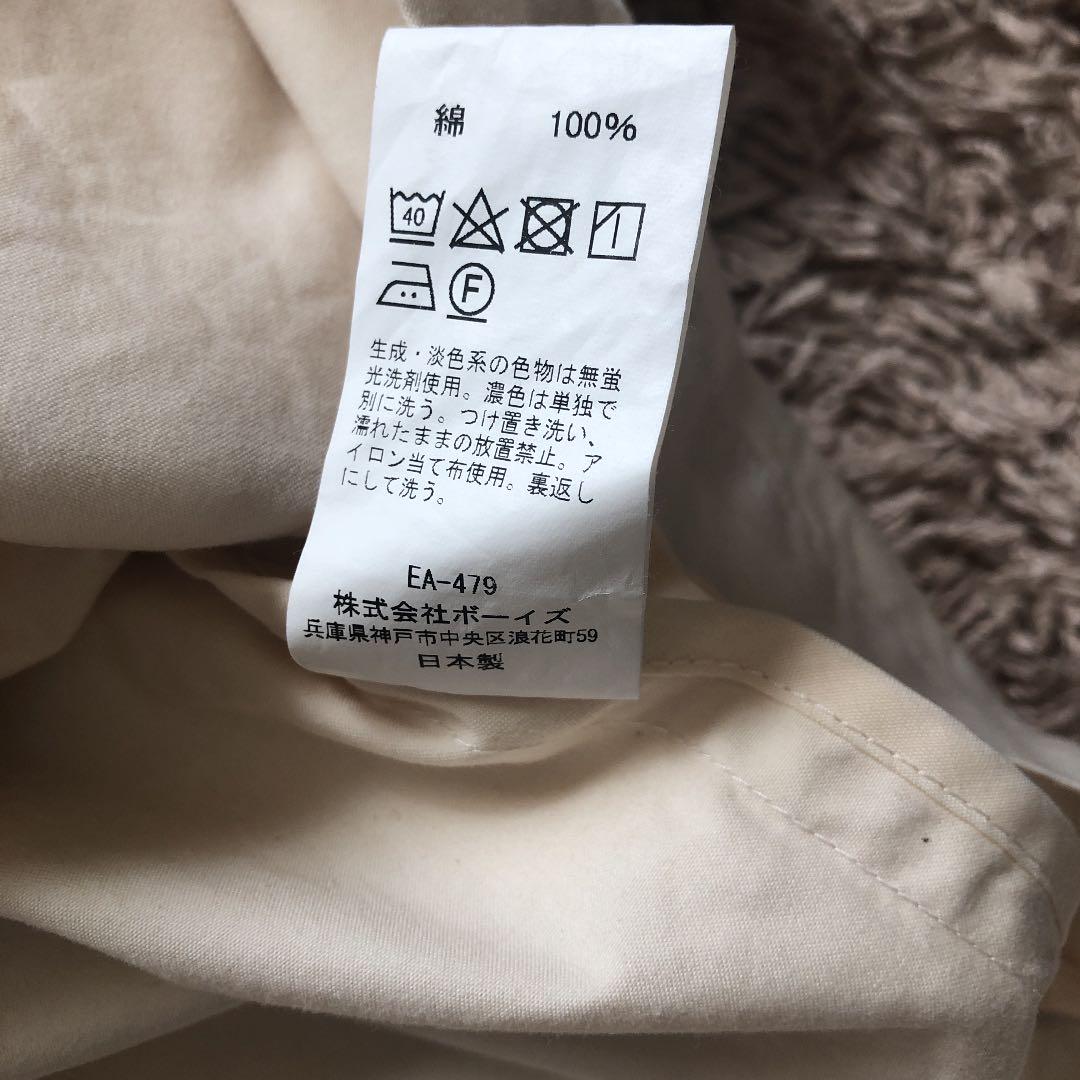 綿 100%
40
F
生成・淡色系の色物は無蛍
光洗剤使用。濃色は単独で
別に洗う。つけ置き洗い、
濡れたままの放置禁止。ア
イロン当て布使用。裏返し
にして洗う。
EA-479
株式会社ボーイズ
兵庫県神戸市中央区浪花町59
日本製